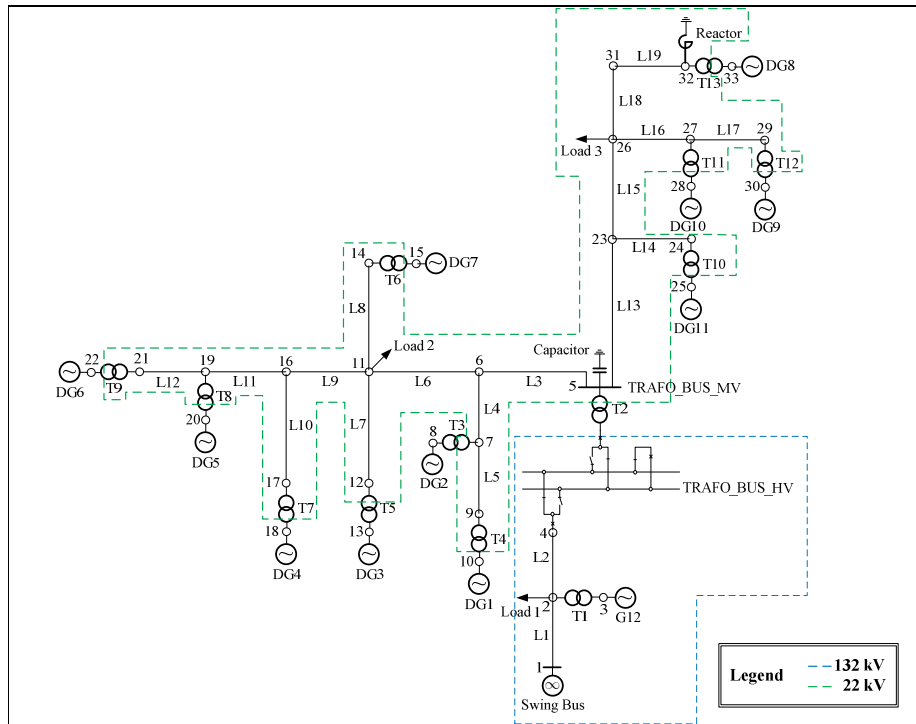 31
L19
Reactor
32
T13
33
DG8
L18
L16
27
L17
29
Load 3
26
T11
T12
28
30
L15
DG10
DG9
23
L14
24
T10
25
L13
DG11
14
15
T6
DG7
L8
Load 2
Capacitor
22
21
19
16
11
6
5
TRAFO_BUS_MV
DG6
T9
L12
T8
L11
L9
L6
L3
T2
20
DG5
L10
L7
L4
8
T3
7
DG2
L5
17
T7
18
DG4
12
T5
13
DG3
9
T4
10
DG1
TRAFO_BUS_HV
4
L2
Load 1
2
T1
3
G12
L1
1
Swing Bus
Legend
132 kV
22 kV